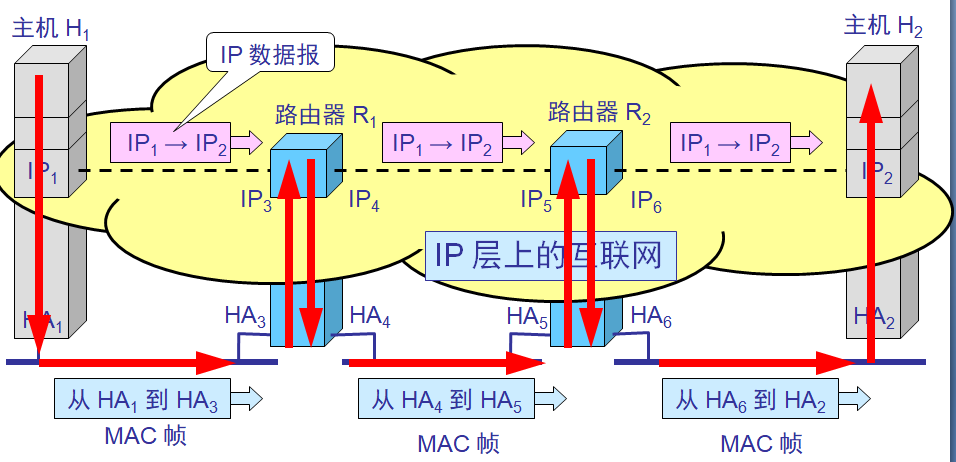 主机 H₁
主机 H₂
IP 数据报
路由器 R₁
路由器 R₂
IP₁ → IP₂
IP₁ → IP₂
IP₁ → IP₂
IP₁
IP₃
IP₄
IP₅
IP₆
IP₂
IP 层上的互联网
HA₁
HA₃
HA₄
HA₅
HA₆
HA₂
从 HA₁ 到 HA₃
从 HA₄ 到 HA₅
从 HA₆ 到 HA₂
MAC 帧
MAC 帧
MAC 帧